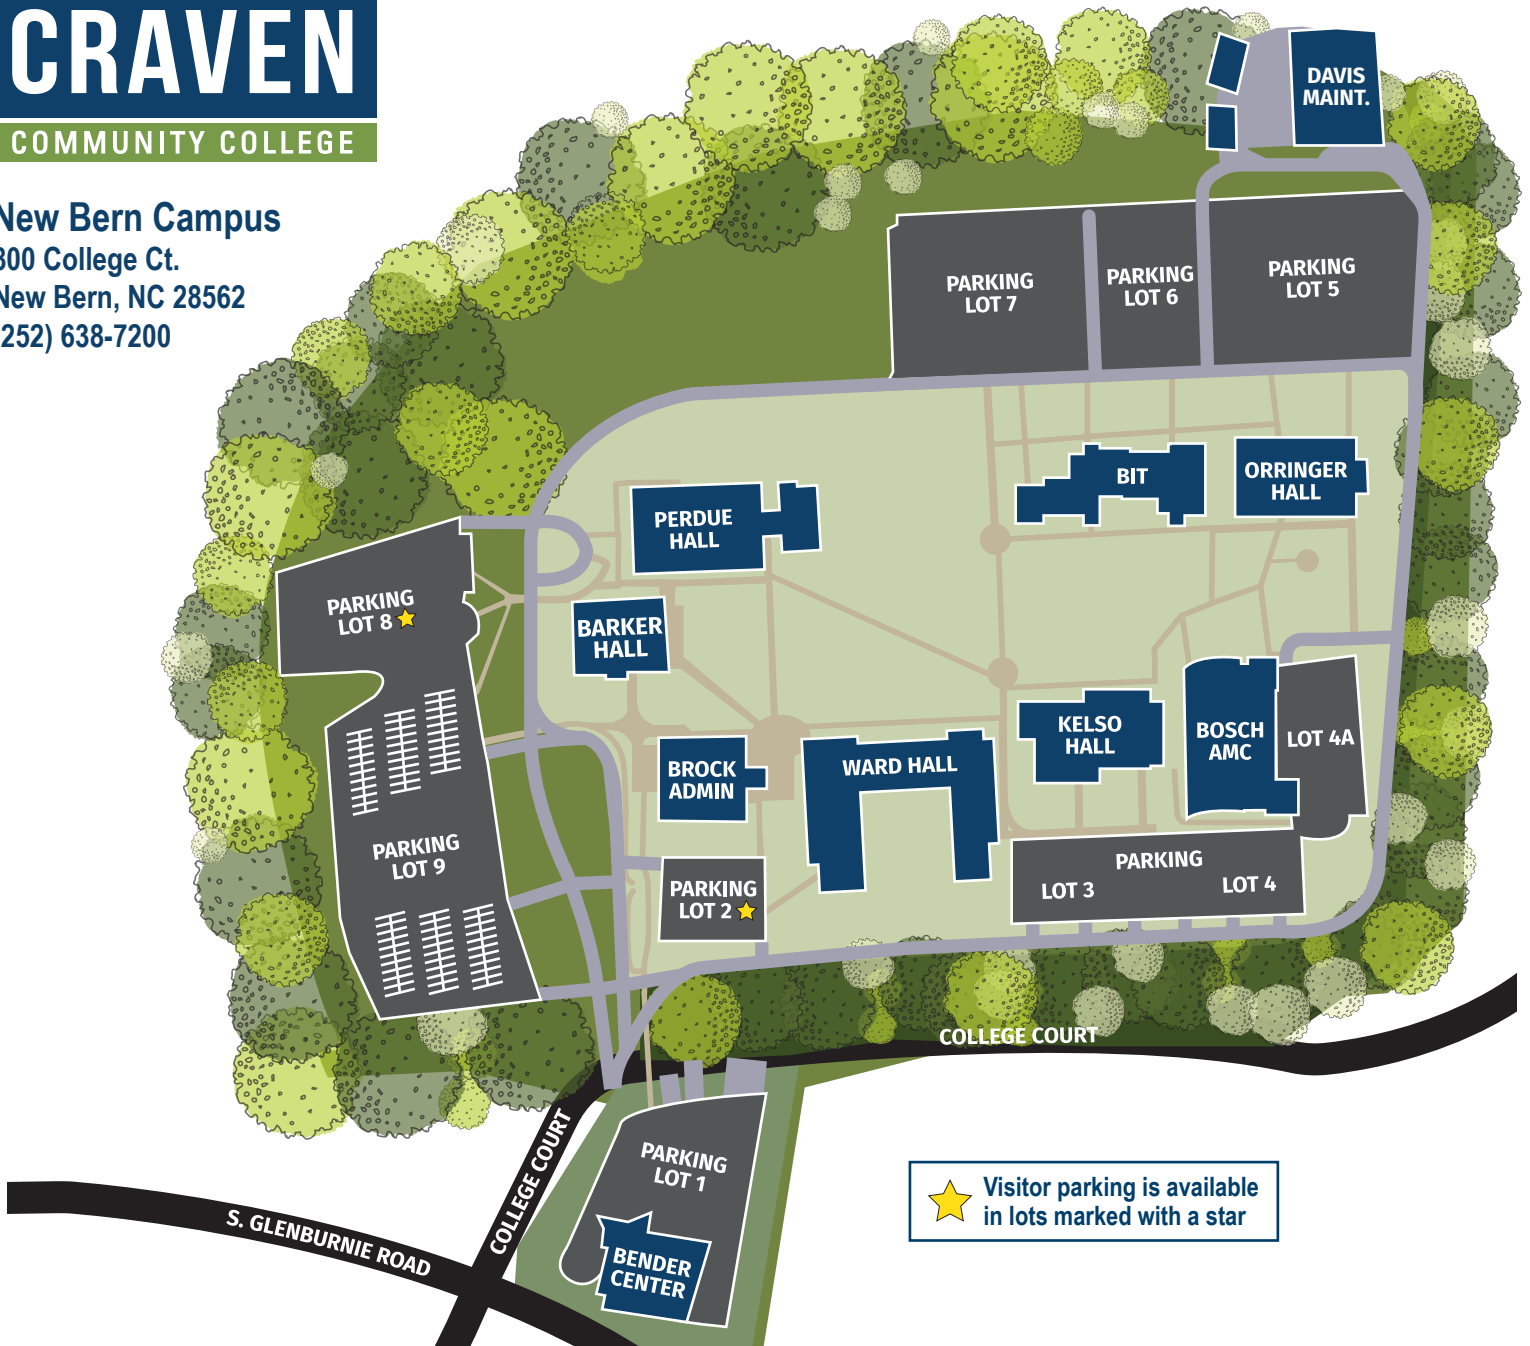 CRAVEN
COMMUNITY COLLEGE
New Bern Campus
800 College Ct.
New Bern, NC 28562
(252) 638-7200
DAVIS
MAINT.
PARKING
LOT 7
PARKING
LOT 6
PARKING
LOT 5
BIT
ORRINGER
HALL
PERDUE
HALL
PARKING
LOT 8
BARKER
HALL
KELSO
HALL
BOSCH
AMC
LOT 4A
BROCK
ADMIN
WARD HALL
PARKING
LOT 9
PARKING
LOT 2
PARKING
LOT 3
LOT 4
COLLEGE COURT
COLLEGE COURT
PARKING
LOT 1
S. GLENBURNIE ROAD
BENDER
CENTER
Visitor parking is available
in lots marked with a star